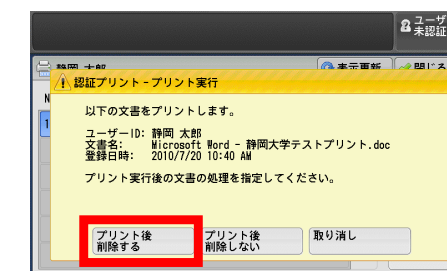 ユーザ
未認証
静岡 太郎
表示更新
閉じる
認証プリント - プリント実行
以下の文書をプリントします。
ユーザーID: 静岡 太郎
文書名: Microsoft Word - 静岡大学テストプリント.doc
登録日時: 2010/7/20 10:40 AM
プリント実行後の文書の処理を指定してください。
プリント後
削除する
プリント後
削除しない
取り消し